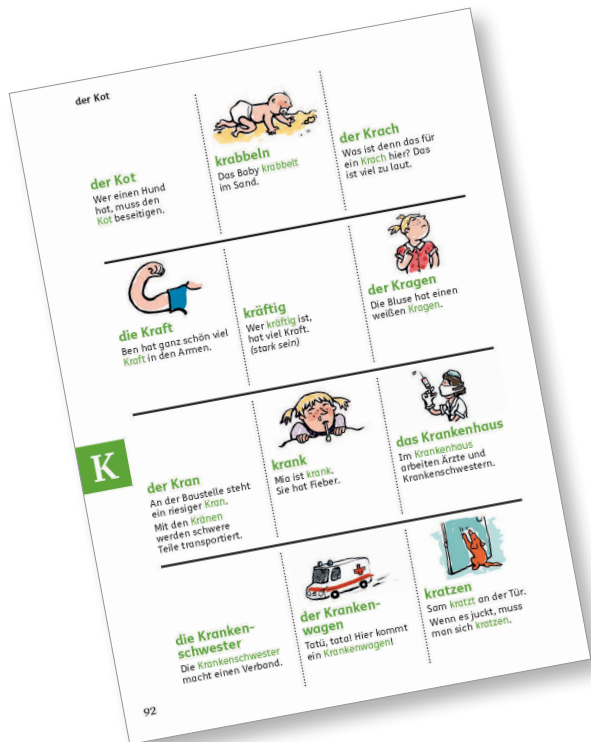 der Kot
der Kot
Wer einen Hund
hat, muss den
Kot beseitigen.
krabbeln
Das Baby krabbelt
im Sand.
der Krach
Was ist denn das für
ein Krach hier? Das
ist viel zu laut.
die Kraft
Ben hat ganz schön viel
Kraft in den Armen.
kräftig
Wer kräftig ist,
hat viel Kraft.
(stark sein)
der Kragen
Die Bluse hat einen
weißen Kragen.
K
der Kran
An der Baustelle steht
ein riesiger Kran.
Mit den Kränen
werden schwere
Teile transportiert.
krank
Mia ist krank.
Sie hat Fieber.
das Krankenhaus
Im Krankenhaus
arbeiten Ärzte und
Krankenschwestern.
die Kranken-
schwester
Die Krankenschwester
macht einen Verband.
der Kranken-
wagen
Tatü, tata! Hier kommt
ein Krankenwagen!
kratzen
Sam kratzt an der Tür.
Wenn es juckt, muss
man sich kratzen.
92